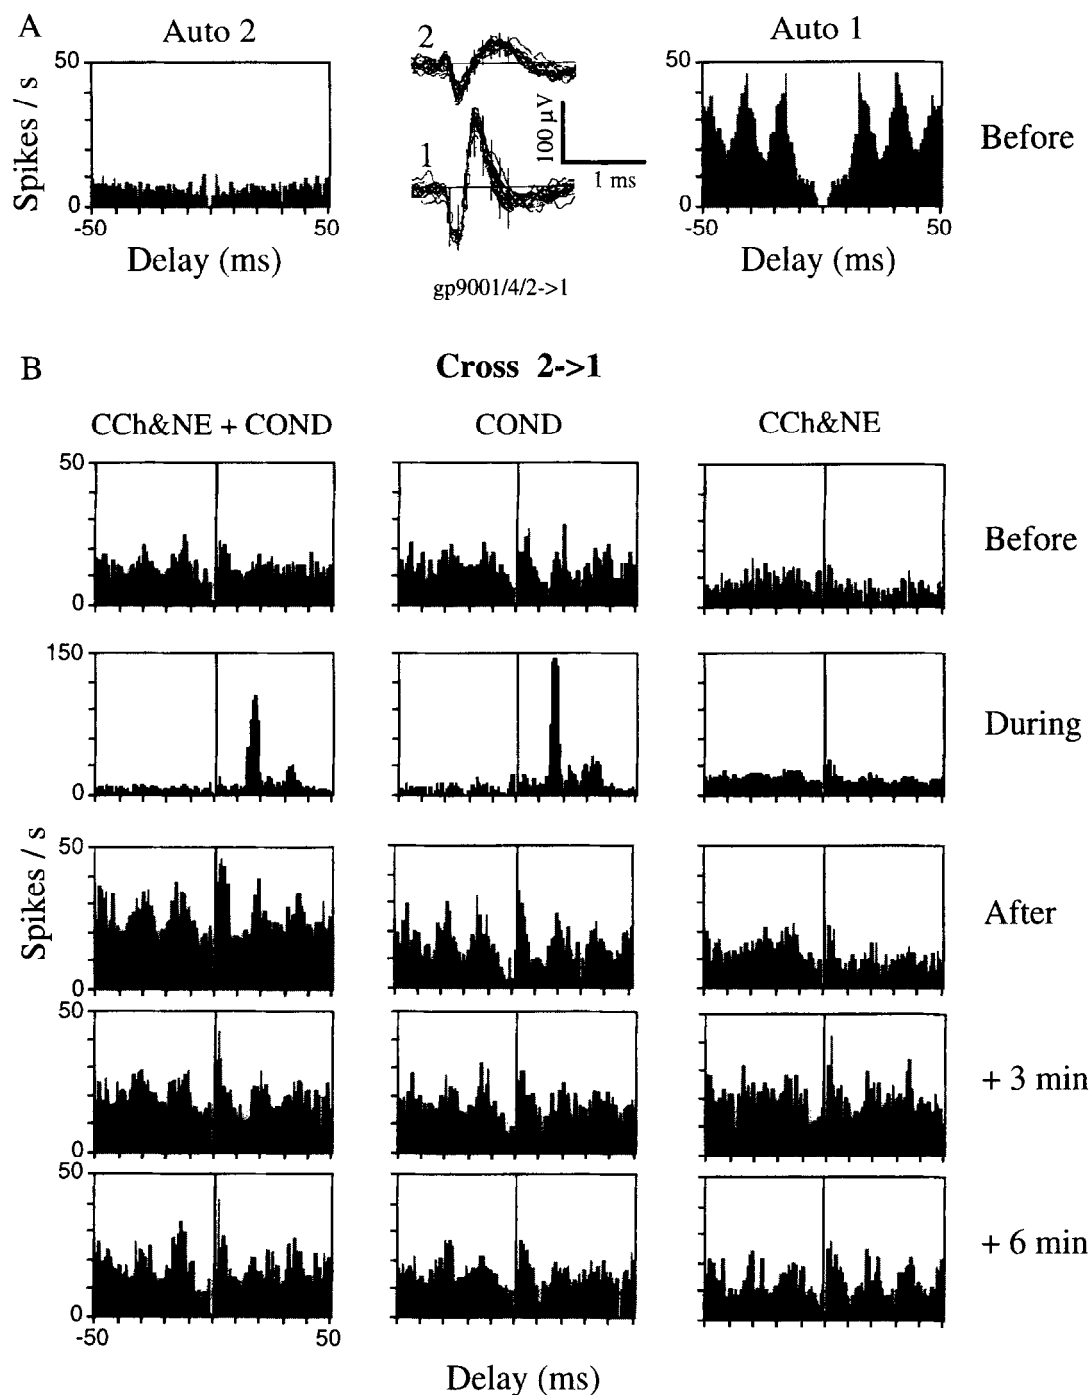 A
Auto 2
2
Auto 1
50
Spikes / s
0
-50
50
Delay (ms)
1
100 µV
1 ms
gp9001/4/2->1
50
0
-50
50
Delay (ms)
Before
B
Cross 2->1
CCh&NE + COND
COND
CCh&NE
50
0
Before
150
0
During
Spikes / s
50
0
After
50
0
+ 3 min
50
0
+ 6 min
-50
50
Delay (ms)